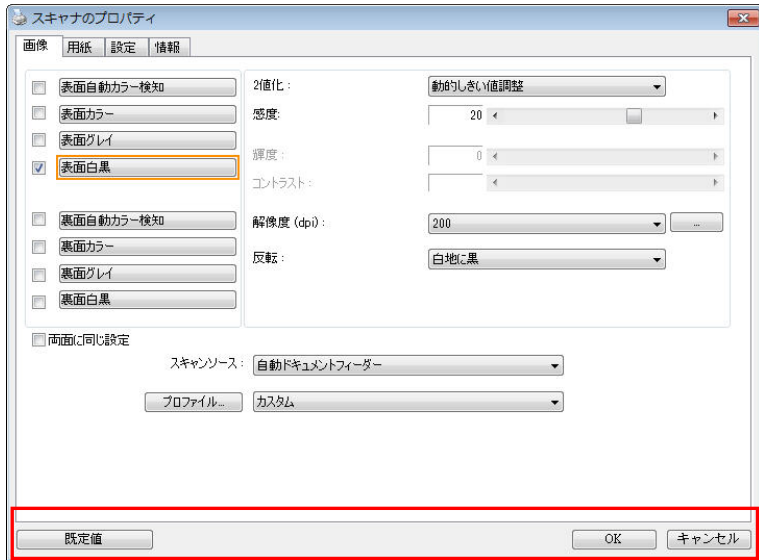 スキャナのプロパティ
画像 用紙 設定 情報
表面自動カラー検知
表面カラー
表面グレイ
表面白黒
裏面自動カラー検知
裏面カラー
裏面グレイ
裏面白黒
2値化： 動的しきい値調整
感度: 20
輝度： 0
コントラスト：
解像度 (dpi)： 200 ...
反転： 白地に黒
両面に同じ設定
スキャンソース： 自動ドキュメントフィーダー
プロファイル... カスタム
既定値 OK キャンセル